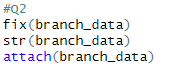 #Q2
fix(branch_data)
str(branch_data)
attach(branch_data)